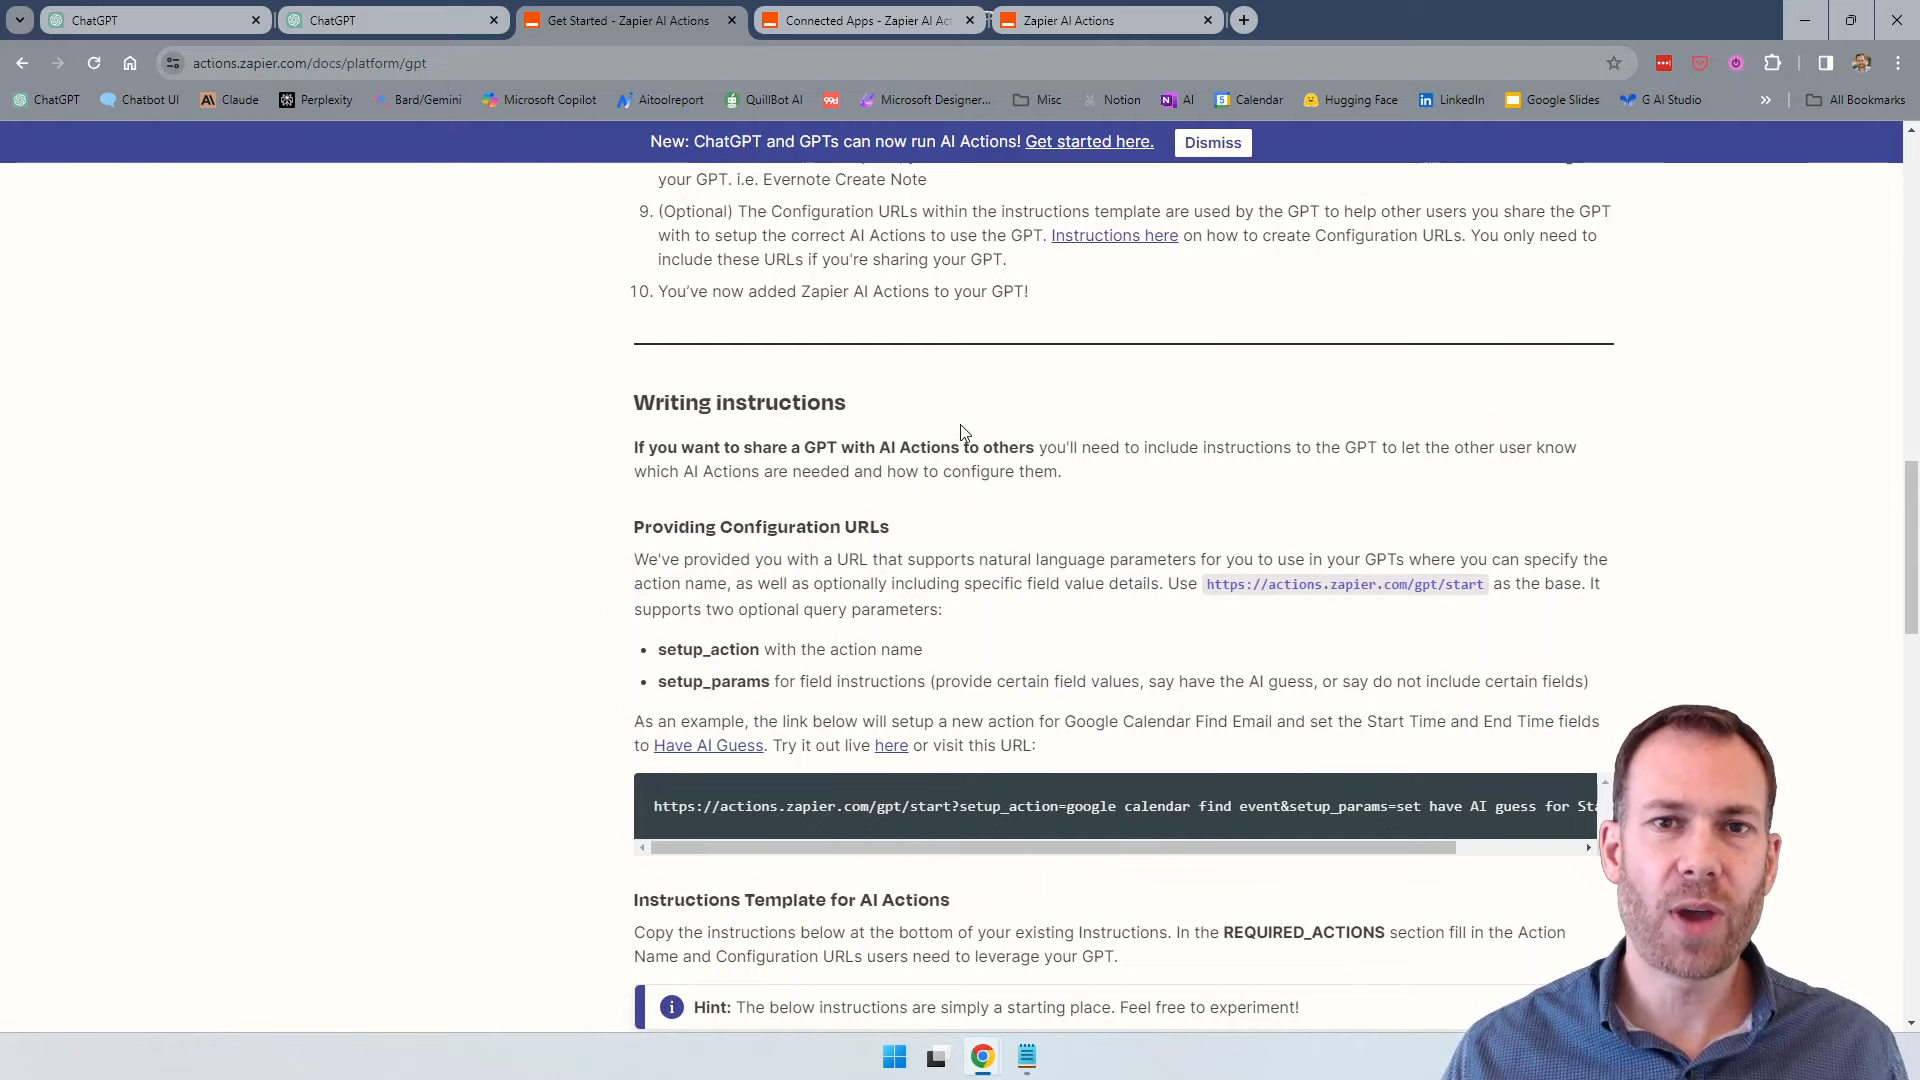 ChatGPT
ChatGPT
Get Started - Zapier AI Actions
Connected Apps - Zapier AI Act
Zapier AI Actions
actions.zapier.com/docs/platform/gpt
ChatGPT
Chatbot UI
Claude
Perplexity
Bard/Gemini
Microsoft Copilot
Aitoolreport
QuillBot AI
99d
Microsoft Designer...
Misc
Notion
AI
Calendar
Hugging Face
LinkedIn
Google Slides
G AI Studio
All Bookmarks
New: ChatGPT and GPTs can now run AI Actions! Get started here.
Dismiss
your GPT. i.e. Evernote Create Note
9. (Optional) The Configuration URLs within the instructions template are used by the GPT to help other users you share the GPT
with to setup the correct AI Actions to use the GPT. Instructions here on how to create Configuration URLs. You only need to
include these URLs if you're sharing your GPT.
10. You've now added Zapier AI Actions to your GPT!
Writing instructions
If you want to share a GPT with AI Actions to others you'll need to include instructions to the GPT to let the other user know
which AI Actions are needed and how to configure them.
Providing Configuration URLs
We've provided you with a URL that supports natural language parameters for you to use in your GPTs where you can specify the
action name, as well as optionally including specific field value details. Use https://actions.zapier.com/gpt/start as the base. It
supports two optional query parameters:
• setup_action with the action name
• setup_params for field instructions (provide certain field values, say have the AI guess, or say do not include certain fields)
As an example, the link below will setup a new action for Google Calendar Find Email and set the Start Time and End Time fields
to Have AI Guess. Try it out live here or visit this URL:
https://actions.zapier.com/gpt/start?setup_action=google calendar find event&setup_params=set have AI guess for Sta
Instructions Template for AI Actions
Copy the instructions below at the bottom of your existing Instructions. In the REQUIRED_ACTIONS section fill in the Action
Name and Configuration URLs users need to leverage your GPT.
Hint: The below instructions are simply a starting place. Feel free to experiment!